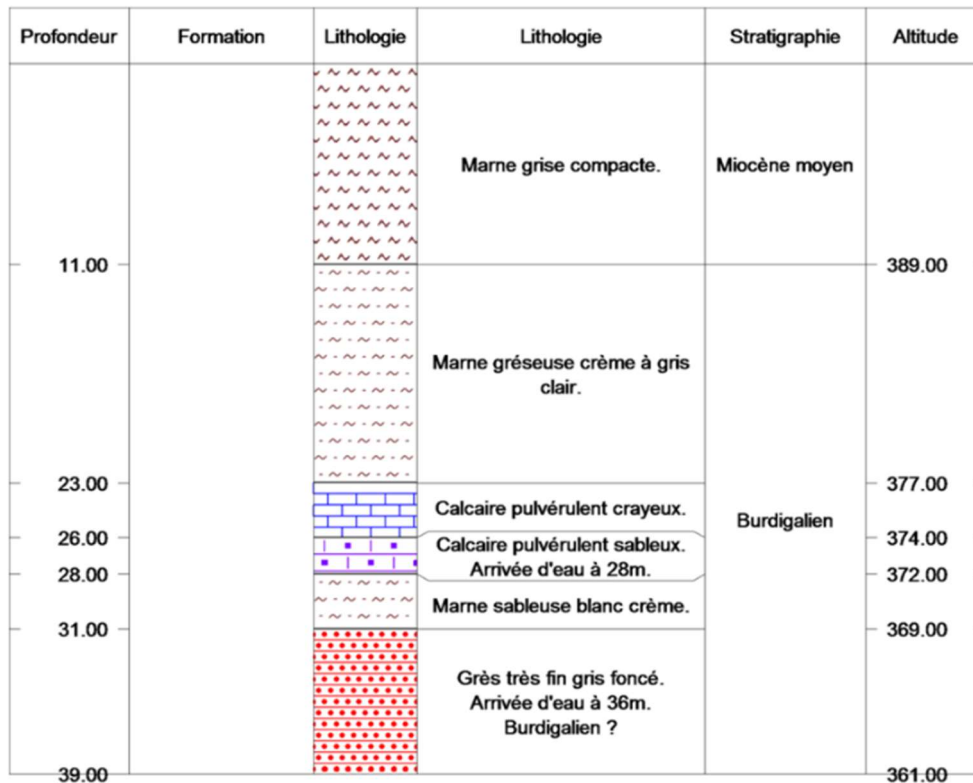 Profondeur Formation Lithologie Lithologie Stratigraphie Altitude
Marne grise compacte. Miocène moyen
11.00 389.00
Marne gréseuse crème à gris
clair.
23.00 377.00
Calcaire pulvérulent crayeux.
Burdigalien
26.00 374.00
Calcaire pulvérulent sableux.
Arrivée d'eau à 28m.
28.00 372.00
Marne sableuse blanc crème.
31.00 369.00
Grès très fin gris foncé.
Arrivée d'eau à 36m.
Burdigalien ?
39.00 361.00